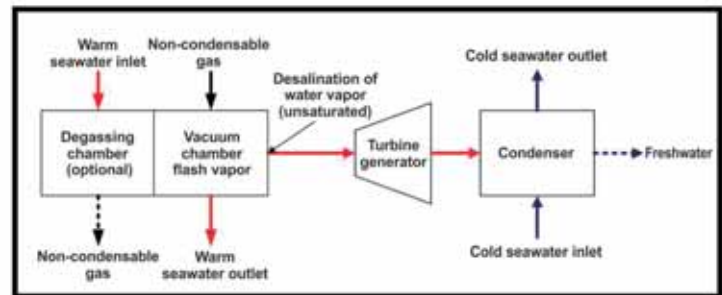 Warm
seawater inlet
Non-condensable
gas
Desalination of
water vapor
(unsaturated)
Cold seawater outlet
Degassing
chamber
(optional)
Vacuum
chamber
flash vapor
Turbine
generator
Condenser
Freshwater
Non-condensable
gas
Warm
seawater outlet
Cold seawater inlet